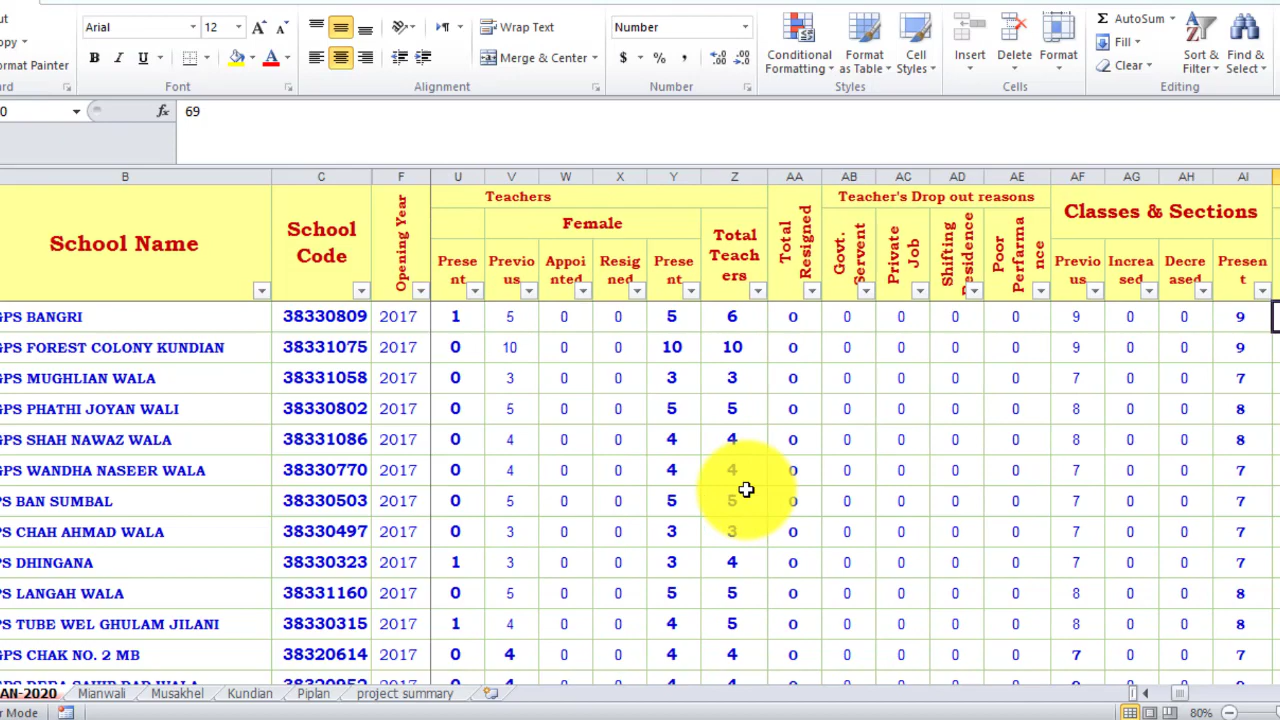 ut Arial 12 Wrap Text Number AutoSum
opy Fill
ormat Painter B I U Merge & Center $ % Conditional Formatting Format as Table Cell Styles Insert Delete Format Clear Sort & Filter Find & Select
ard Font Alignment Number Styles Cells Editing
0 fx 69
B C F U V W X Y Z AA AB AC AD AE AF AG AH AI
School Name School Code Opening Year Teachers Total Resigned Teacher's Drop out reasons Classes & Sections
Female Total Teachers Govt. Servent Private Job Shifting Residence Poor Perfarmance
Present Previous Appointed Resigned Present Previous Increased Decreased Present
GPS BANGRI 38330809 2017 1 5 0 0 5 6 0 0 0 0 0 9 0 0 9
GPS FOREST COLONY KUNDIAN 38331075 2017 0 10 0 0 10 10 0 0 0 0 0 9 0 0 9
GPS MUGHLIAN WALA 38331058 2017 0 3 0 0 3 3 0 0 0 0 0 7 0 0 7
GPS PHATHI JOYAN WALI 38330802 2017 0 5 0 0 5 5 0 0 0 0 0 8 0 0 8
GPS SHAH NAWAZ WALA 38331086 2017 0 4 0 0 4 4 0 0 0 0 0 8 0 0 8
GPS WANDHA NASEER WALA 38330770 2017 0 4 0 0 4 4 0 0 0 0 0 7 0 0 7
PS BAN SUMBAL 38330503 2017 0 5 0 0 5 5 0 0 0 0 0 7 0 0 7
PS CHAH AHMAD WALA 38330497 2017 0 3 0 0 3 3 0 0 0 0 0 7 0 0 7
PS DHINGANA 38330323 2017 1 3 0 0 3 4 0 0 0 0 0 7 0 0 7
PS LANGAH WALA 38331160 2017 0 5 0 0 5 5 0 0 0 0 0 8 0 0 8
PS TUBE WEL GHULAM JILANI 38330315 2017 1 4 0 0 4 5 0 0 0 0 0 8 0 0 8
GPS CHAK NO. 2 MB 38320614 2017 0 4 0 0 4 4 0 0 0 0 0 7 0 0 7
AN-2020 Mianwali Musakhel Kundian Piplan project summary
r Mode 80%